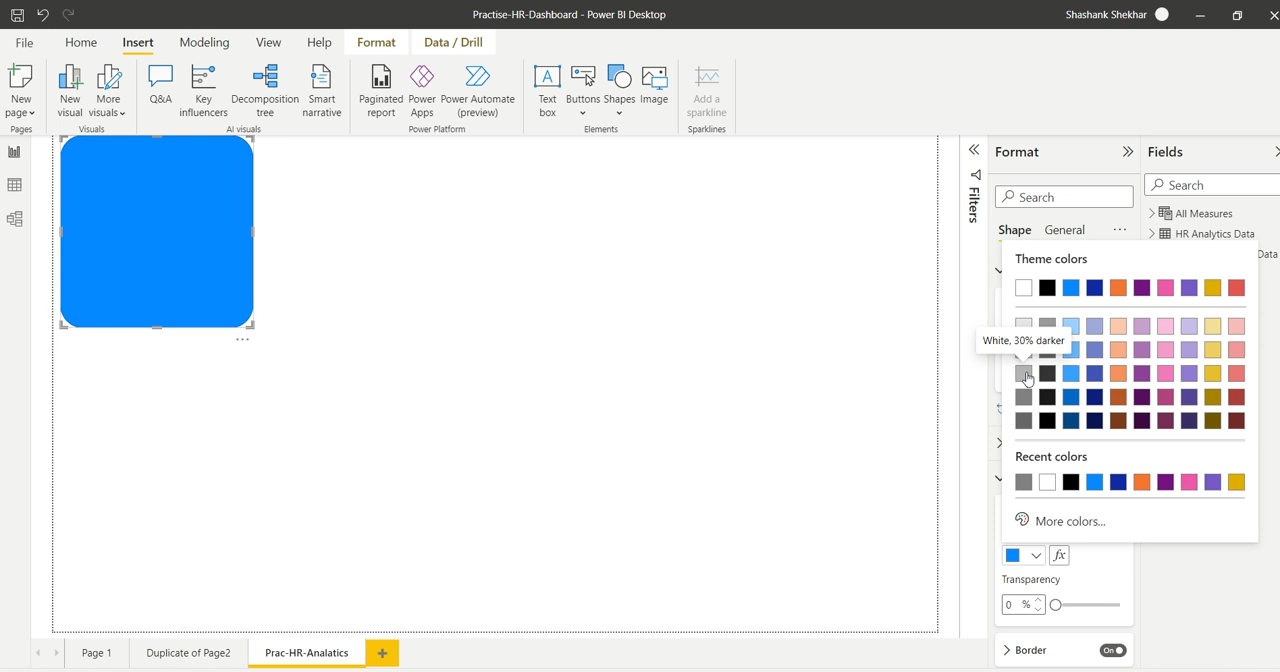 Practise-HR-Dashboard - Power BI Desktop
Shashank Shekhar
File Home Insert Modeling View Help Format Data / Drill
New page
New visual
More visuals
Q&A
Key influencers
Decomposition tree
Smart narrative
Paginated report
Power Apps
Power Automate (preview)
Text box
Buttons
Shapes
Image
Add a sparkline
Pages
Visuals
AI visuals
Power Platform
Elements
Sparklines
Filters
Format
Search
Shape General
Fields
Search
All Measures
HR Analytics Data
Data
Theme colors
White, 30% darker
Recent colors
More colors...
fx
Transparency
0 %
Border On
Page 1
Duplicate of Page2
Prac-HR-Analatics